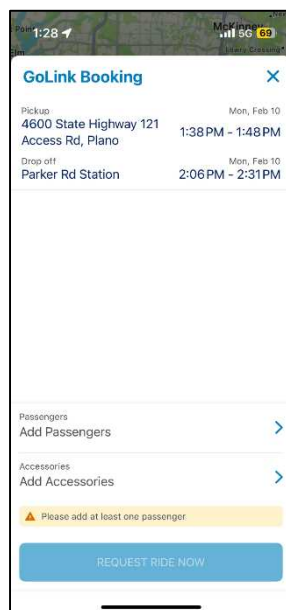 1:28
McKinney
5G 69
GoLink Booking
Pickup
Mon, Feb 10
4600 State Highway 121
Access Rd, Plano
1:38 PM - 1:48 PM
Drop off
Mon, Feb 10
Parker Rd Station
2:06 PM - 2:31 PM
Passengers
Add Passengers
Accessories
Add Accessories
Please add at least one passenger
REQUEST RIDE NOW